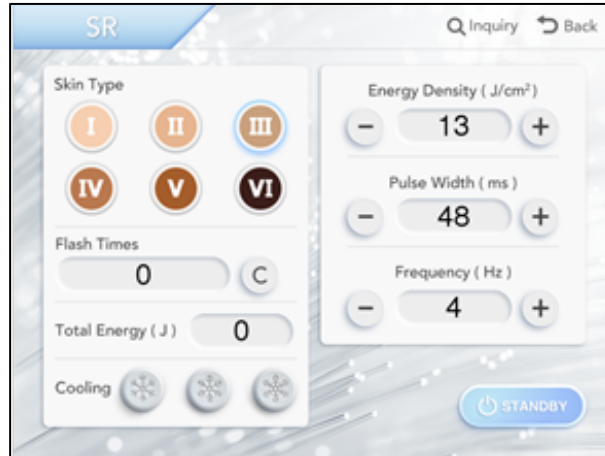 SR
Inquiry
Back
Skin Type
I II III
IV V VI
Flash Times
0 C
Total Energy ( J ) 0
Cooling
Energy Density ( J/cm² )
− 13 +
Pulse Width ( ms )
− 48 +
Frequency ( Hz )
− 4 +
STANDBY